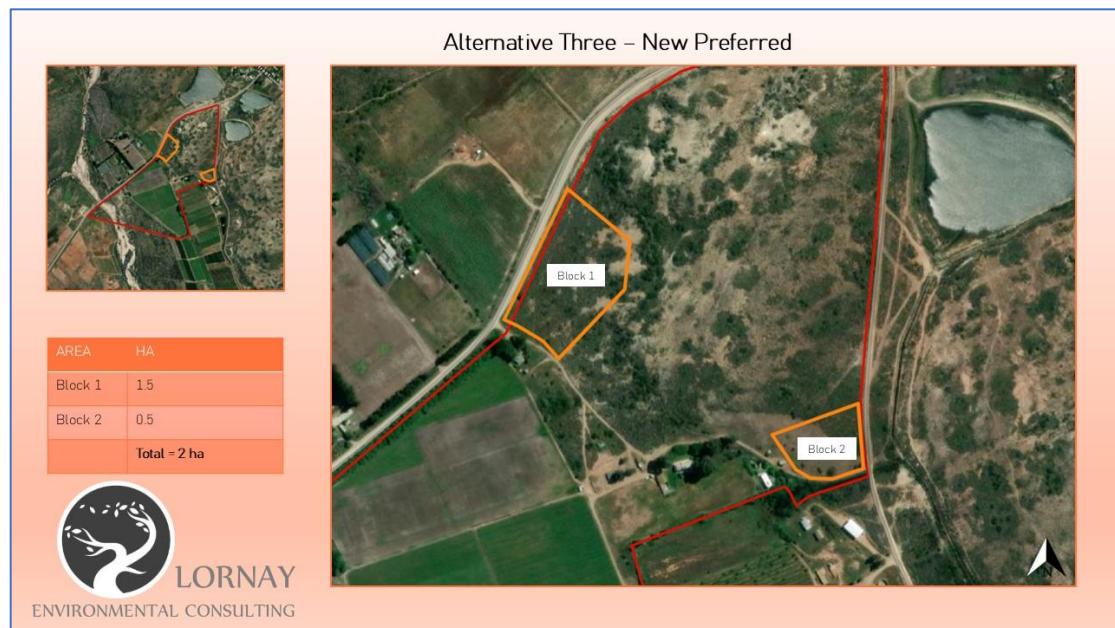 Alternative Three – New Preferred
Block 1
Block 2
AREA HA
Block 1 1.5
Block 2 0.5
Total = 2 ha
N
LORNAY
ENVIRONMENTAL CONSULTING